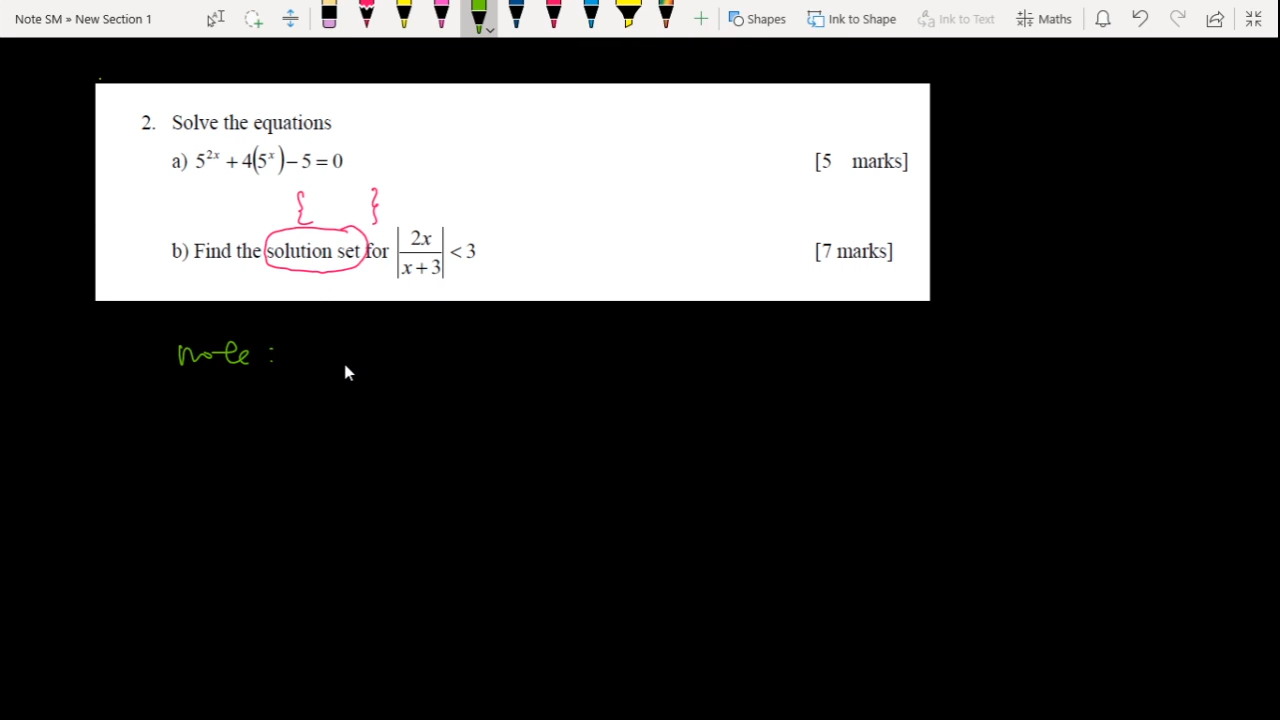 Note SM » New Section 1
Shapes
Ink to Shape
Ink to Text
Maths
2. Solve the equations
a) 5^{2x} + 4(5^x) − 5 = 0 [5 marks]
{ }
b) Find the solution set for |2x/(x + 3)| < 3 [7 marks]
note :